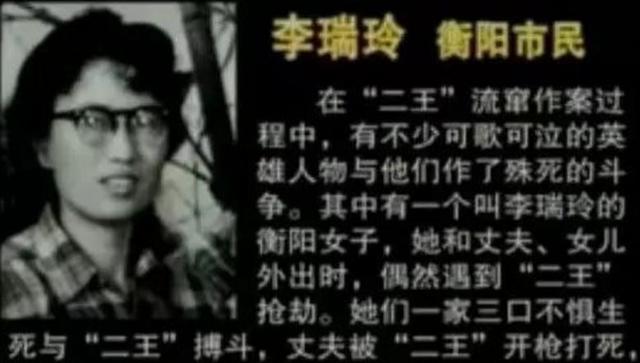 李瑞玲 衡阳市民
在“二王”流窜作案过
程中，有不少可歌可泣的英
雄人物与他们作了殊死的斗
争。其中有一个叫李瑞玲的
衡阳女子，她和丈夫、女儿
外出时，偶然遇到“二王”
抢劫。她们一家三口不惧生
死与“二王”搏斗，丈夫被“二王”开枪打死，